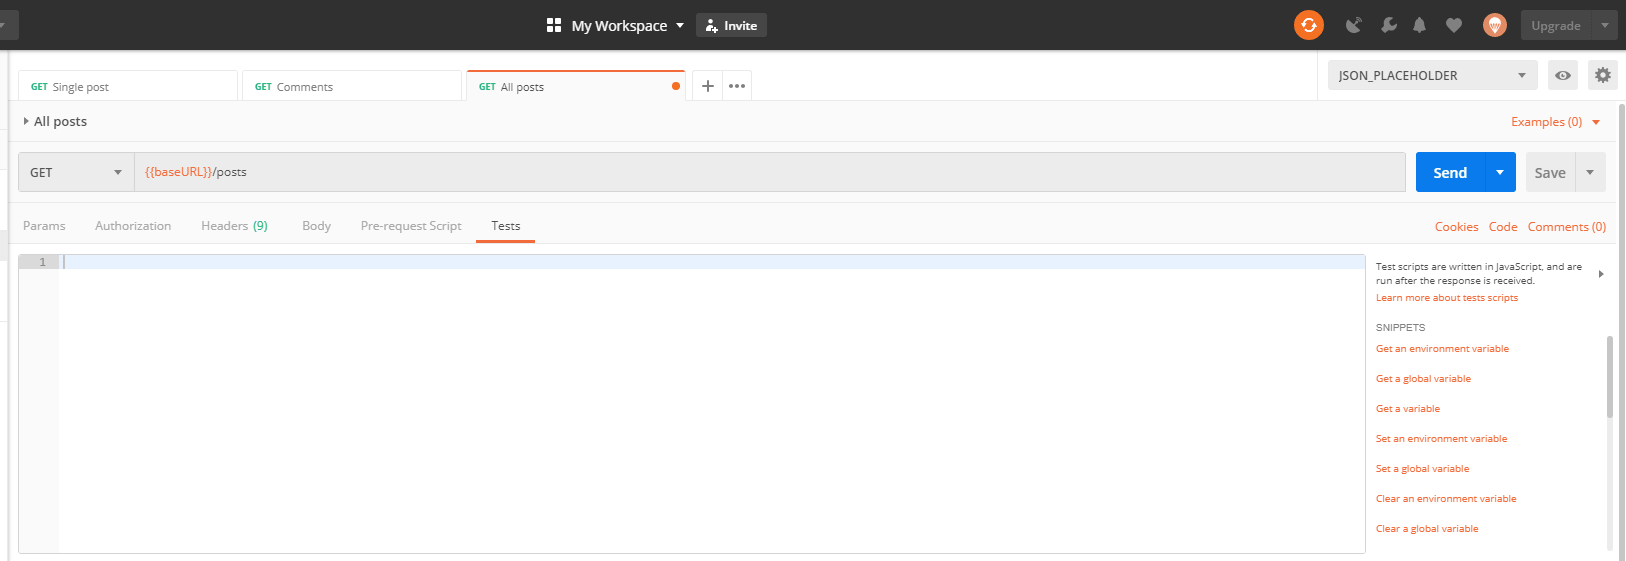 My Workspace Invite Upgrade
GET Single post GET Comments GET All posts JSON_PLACEHOLDER
All posts Examples (0)
GET {{baseURL}}/posts Send Save
Params Authorization Headers (9) Body Pre-request Script Tests Cookies Code Comments (0)
1
Test scripts are written in JavaScript, and are
run after the response is received.
Learn more about tests scripts
SNIPPETS
Get an environment variable
Get a global variable
Get a variable
Set an environment variable
Set a global variable
Clear an environment variable
Clear a global variable